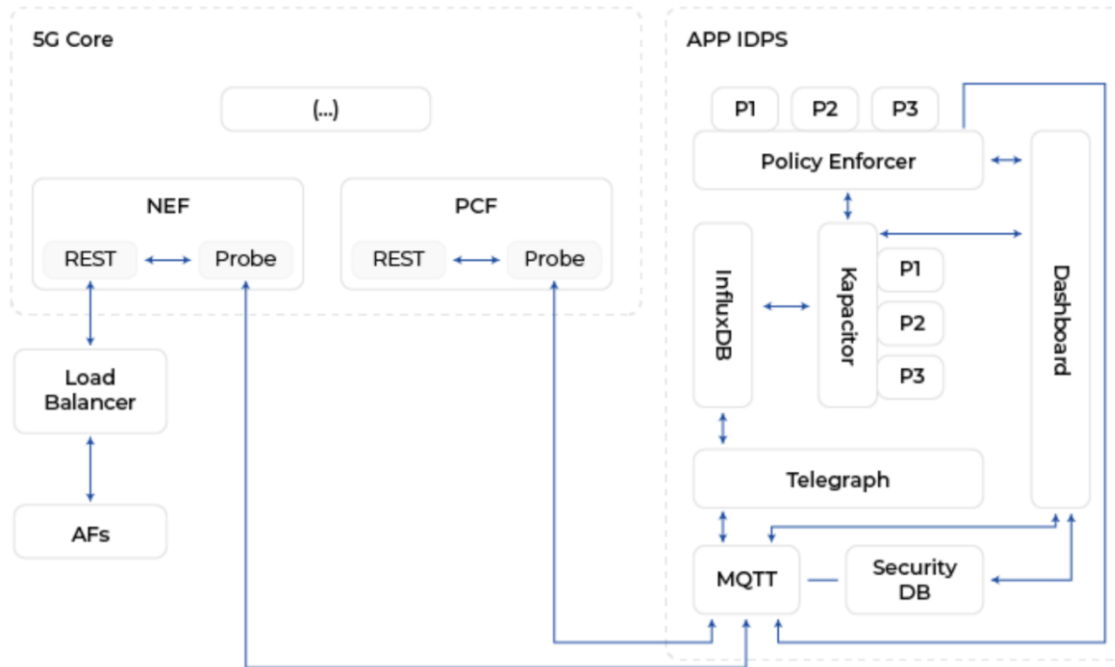 5G Core
(...)
NEF
REST
Probe
PCF
REST
Probe
Load
Balancer
AFs
APP IDPS
P1
P2
P3
Policy Enforcer
InfluxDB
Kapacitor
P1
P2
P3
Dashboard
Telegraph
MQTT
Security
DB